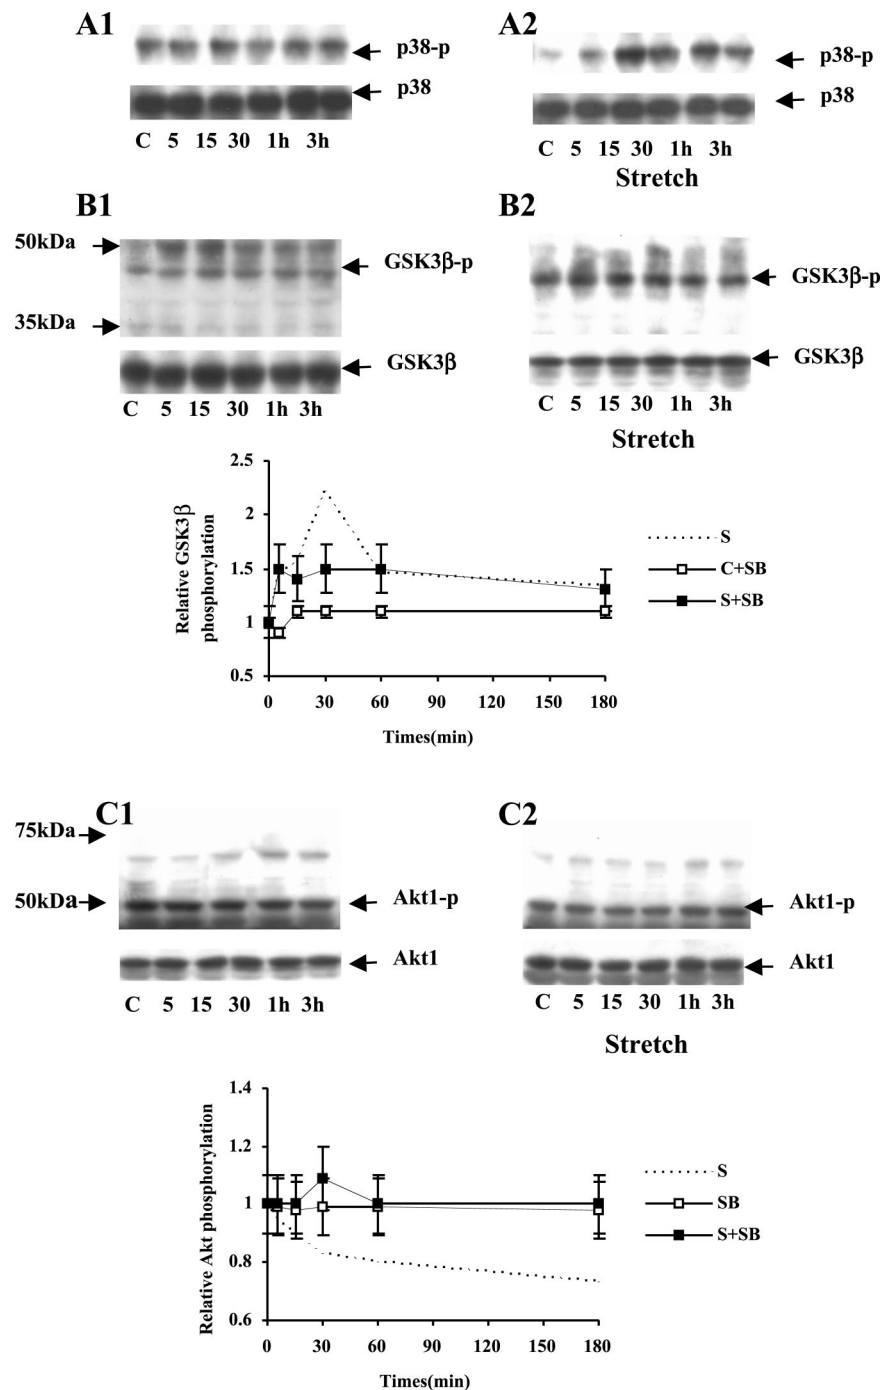 A1
p38-p
p38
C 5 15 30 1h 3h
A2
p38-p
p38
C 5 15 30 1h 3h
Stretch
B1
50kDa
GSK3β-p
35kDa
GSK3β
C 5 15 30 1h 3h
B2
GSK3β-p
GSK3β
C 5 15 30 1h 3h
Stretch
Relative GSK3β
phosphorylation
2.5
2
1.5
1
0.5
0 30 60 90 120 150 180
Times(min)
S
C+SB
S+SB
C1
75kDa
50kDa
Akt1-p
Akt1
C 5 15 30 1h 3h
C2
Akt1-p
Akt1
C 5 15 30 1h 3h
Stretch
Relative Akt phosphorylation
1.4
1.2
1
0.8
0.6
0 30 60 90 120 150 180
Times(min)
S
SB
S+SB